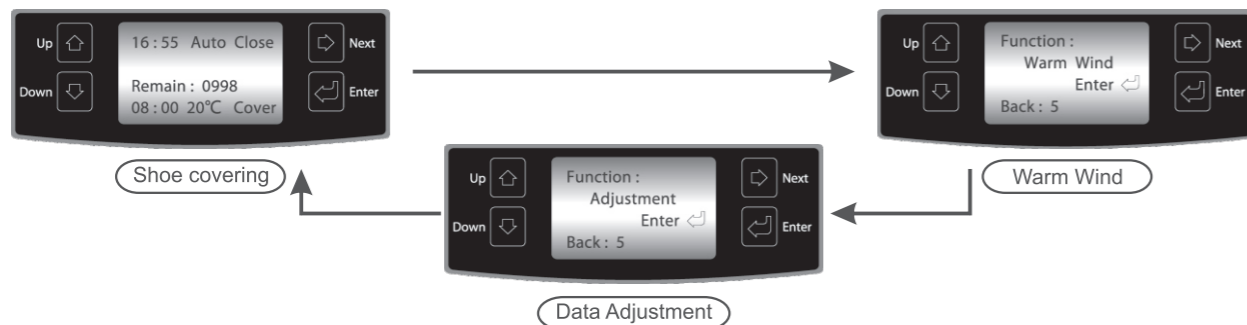 Up
16:55 Auto Close
Next
Down
Remain: 0998
08:00 20℃ Cover
Enter
Shoe covering
Up
Function:
Warm Wind
Enter
Back: 5
Next
Down
Enter
Warm Wind
Up
Function:
Adjustment
Enter
Back: 5
Next
Down
Enter
Data Adjustment